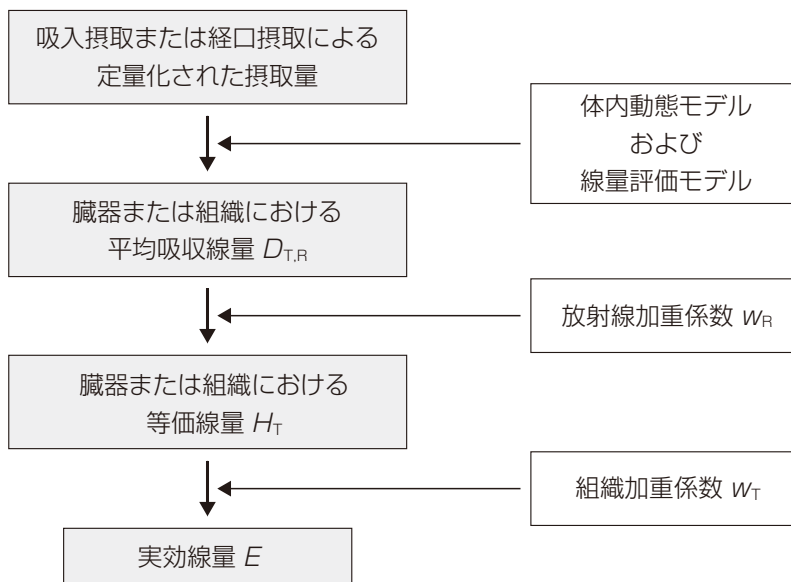 吸入摂取または経口摂取による
定量化された摂取量
体内動態モデル
および
線量評価モデル
臓器または組織における
平均吸収線量 D_T,R
放射線加重係数 w_R
臓器または組織における
等価線量 H_T
組織加重係数 w_T
実効線量 E